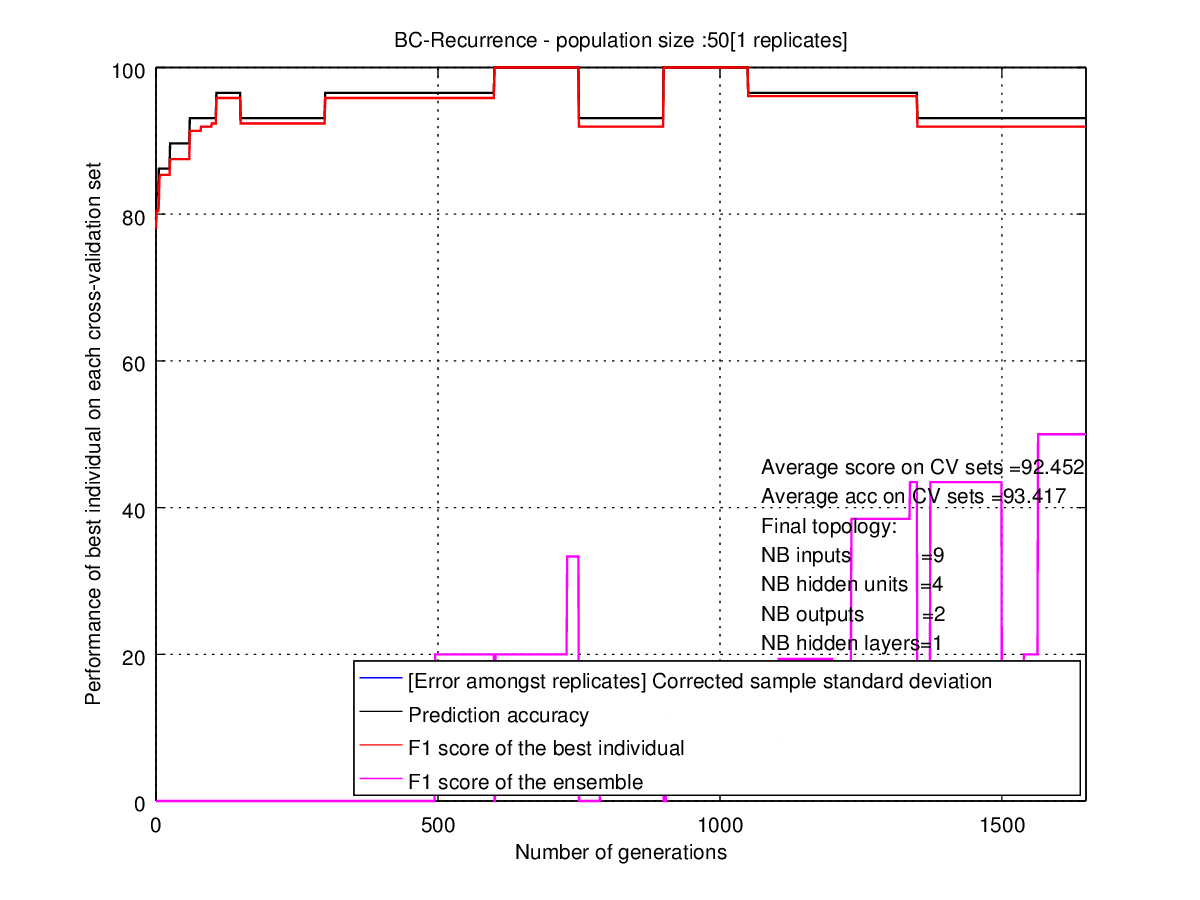 BC-Recurrence - population size :50[1 replicates]
Performance of best individual on each cross-validation set
100
80
60
40
20
0
Average score on CV sets =92.452
Average acc on CV sets =93.417
Final topology:
NB inputs =9
NB hidden units =4
NB outputs =2
NB hidden layers=1
[Error amongst replicates] Corrected sample standard deviation
Prediction accuracy
F1 score of the best individual
F1 score of the ensemble
0 500 1000 1500
Number of generations